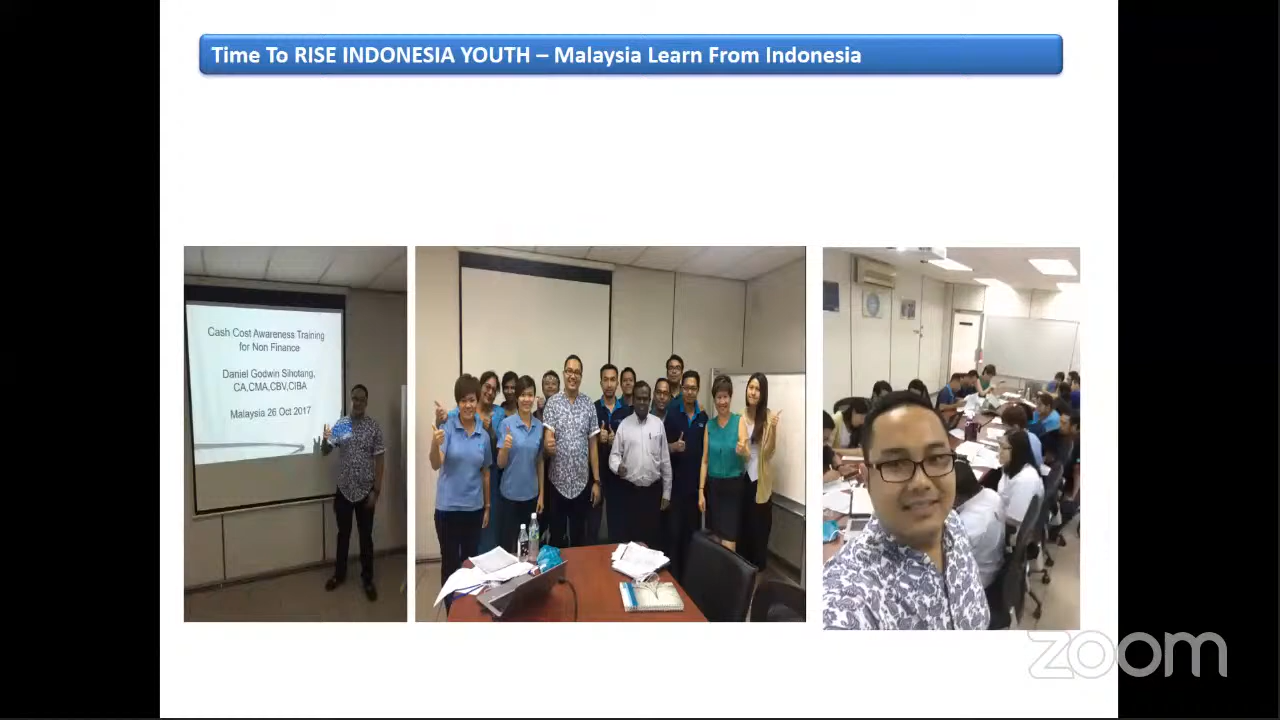 Time To RISE INDONESIA YOUTH – Malaysia Learn From Indonesia
Cash Cost Awareness Training
for Non Finance
Daniel Godwin Sihotang,
CA,CMA,CBV,CIBA
Malaysia 26 Oct 2017
zoom